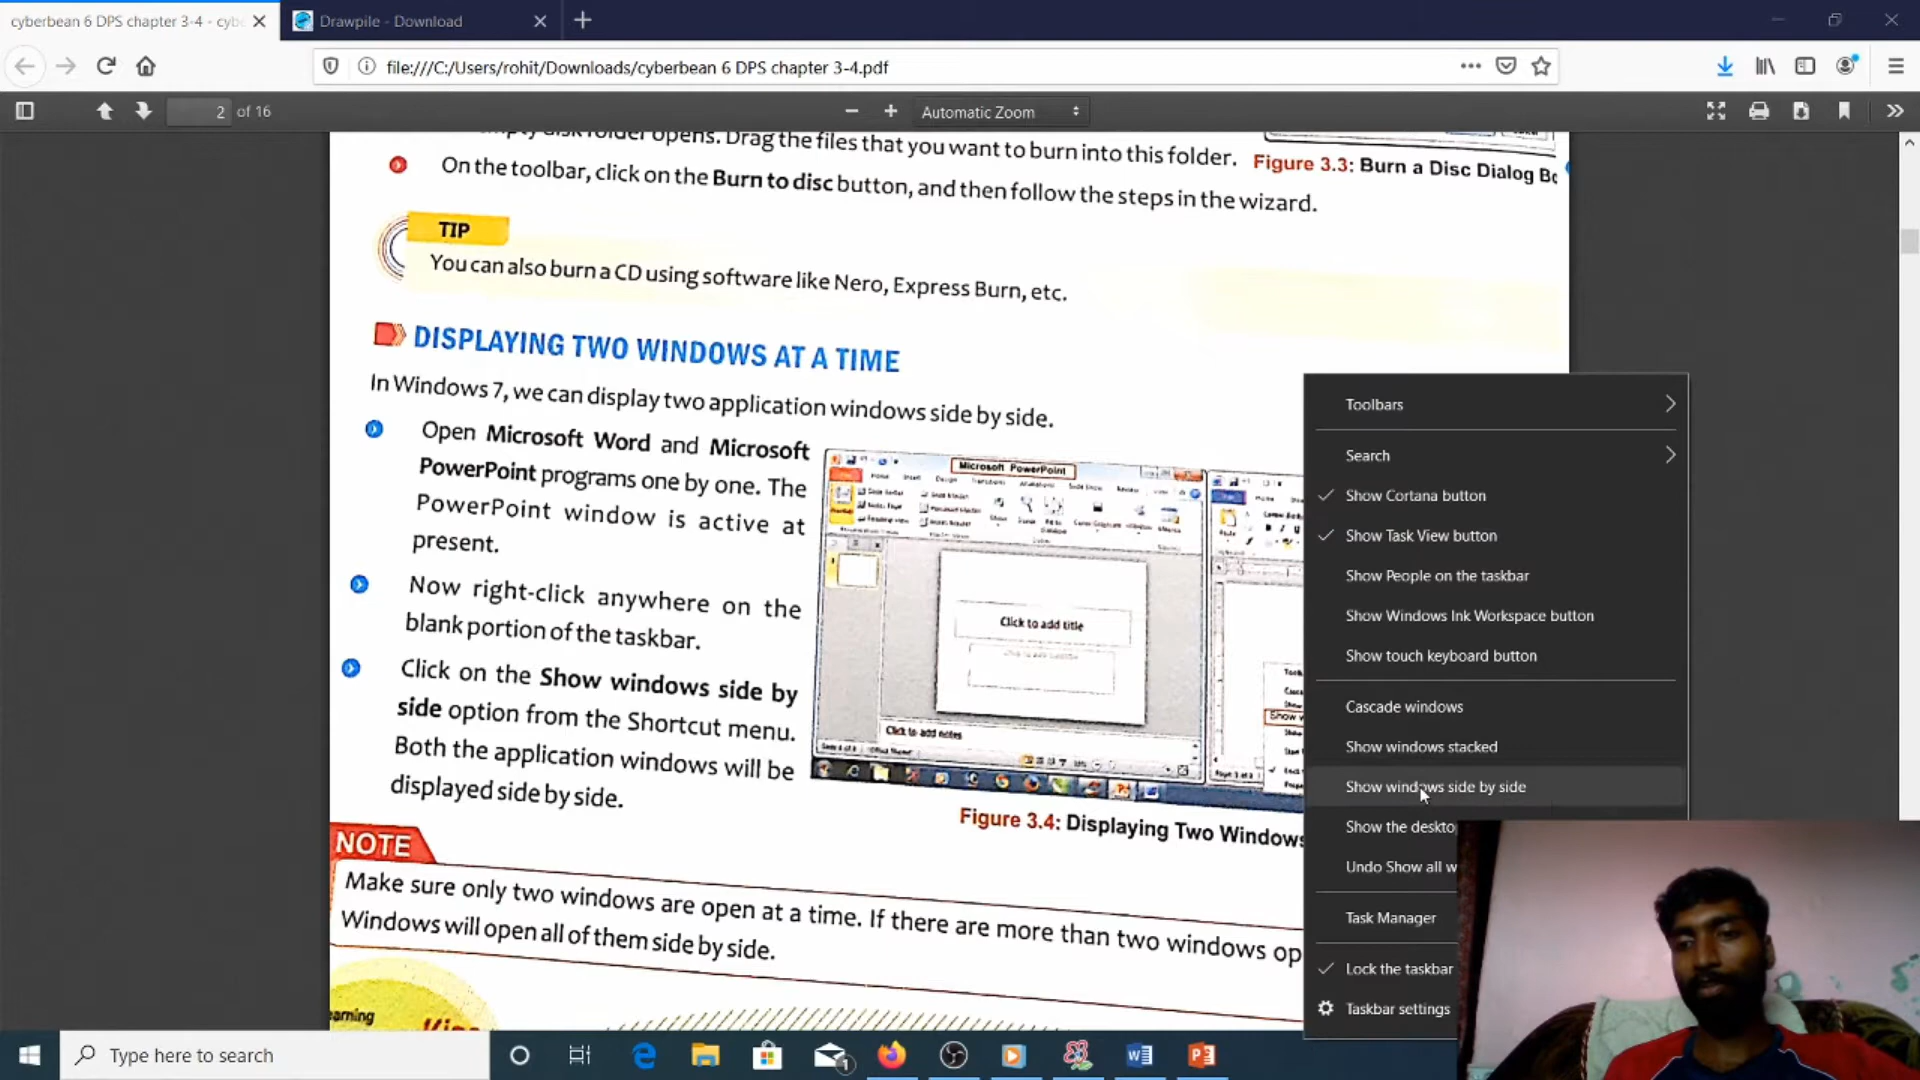 cyberbean 6 DPS chapter 3-4 - cybe
Drawpile - Download
file:///C:/Users/rohit/Downloads/cyberbean 6 DPS chapter 3-4.pdf
2 of 16
Automatic Zoom
empty disk folder opens. Drag the files that you want to burn into this folder.
Figure 3.3: Burn a Disc Dialog Bo
On the toolbar, click on the Burn to disc button, and then follow the steps in the wizard.
TIP
You can also burn a CD using software like Nero, Express Burn, etc.
DISPLAYING TWO WINDOWS AT A TIME
In Windows 7, we can display two application windows side by side.
Open Microsoft Word and Microsoft
PowerPoint programs one by one. The
PowerPoint window is active at
present.
Now right-click anywhere on the
blank portion of the taskbar.
Click on the Show windows side by
side option from the Shortcut menu.
Both the application windows will be
displayed side by side.
Microsoft PowerPoint
Click to add title
Click to add notes
Figure 3.4: Displaying Two Windows
NOTE
Make sure only two windows are open at a time. If there are more than two windows op
Windows will open all of them side by side.
arning
Toolbars
Search
Show Cortana button
Show Task View button
Show People on the taskbar
Show Windows Ink Workspace button
Show touch keyboard button
Cascade windows
Show windows stacked
Show windows side by side
Show the deskto
Undo Show all w
Task Manager
Lock the taskbar
Taskbar settings
Type here to search
1